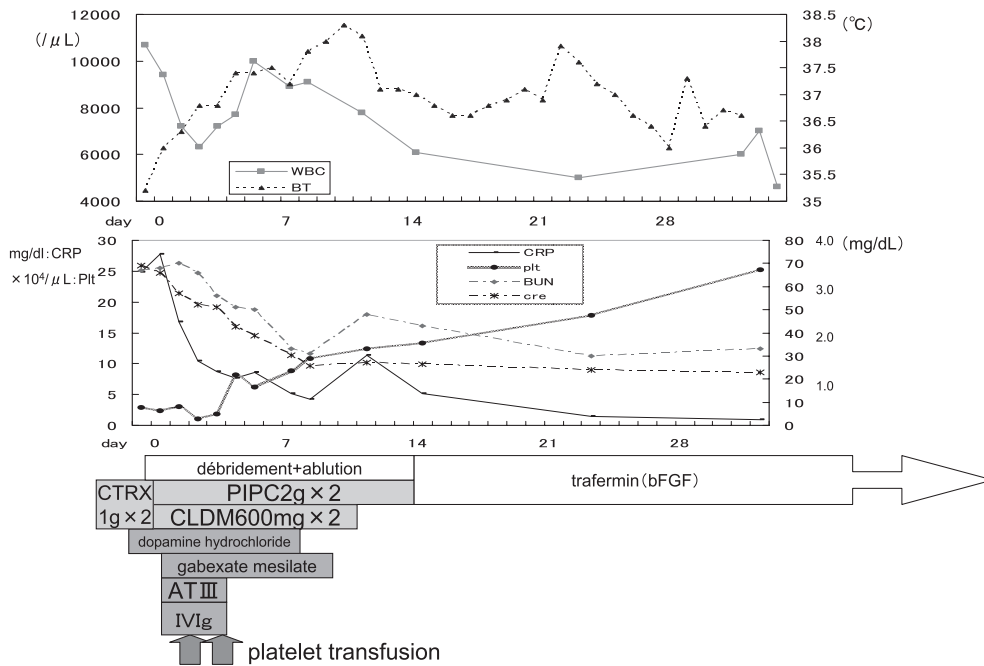 12000
(/μL)
10000
8000
6000
4000
38.5
(℃)
38
37.5
37
36.5
36
35.5
35
WBC
BT
day 0 7 14 21 28
mg/dl:CRP
×10⁴/μL:Plt
30
25
20
15
10
5
0
CRP
plt
BUN
cre
80
70
60
50
40
30
20
10
0
4.0
3.0
2.0
1.0
(mg/dL)
day 0 7 14 21 28
débridement+ablution
trafermin(bFGF)
CTRX
1g×2
PIPC2g×2
CLDM600mg×2
dopamine hydrochloride
gabexate mesilate
ATⅢ
IVIg
platelet transfusion